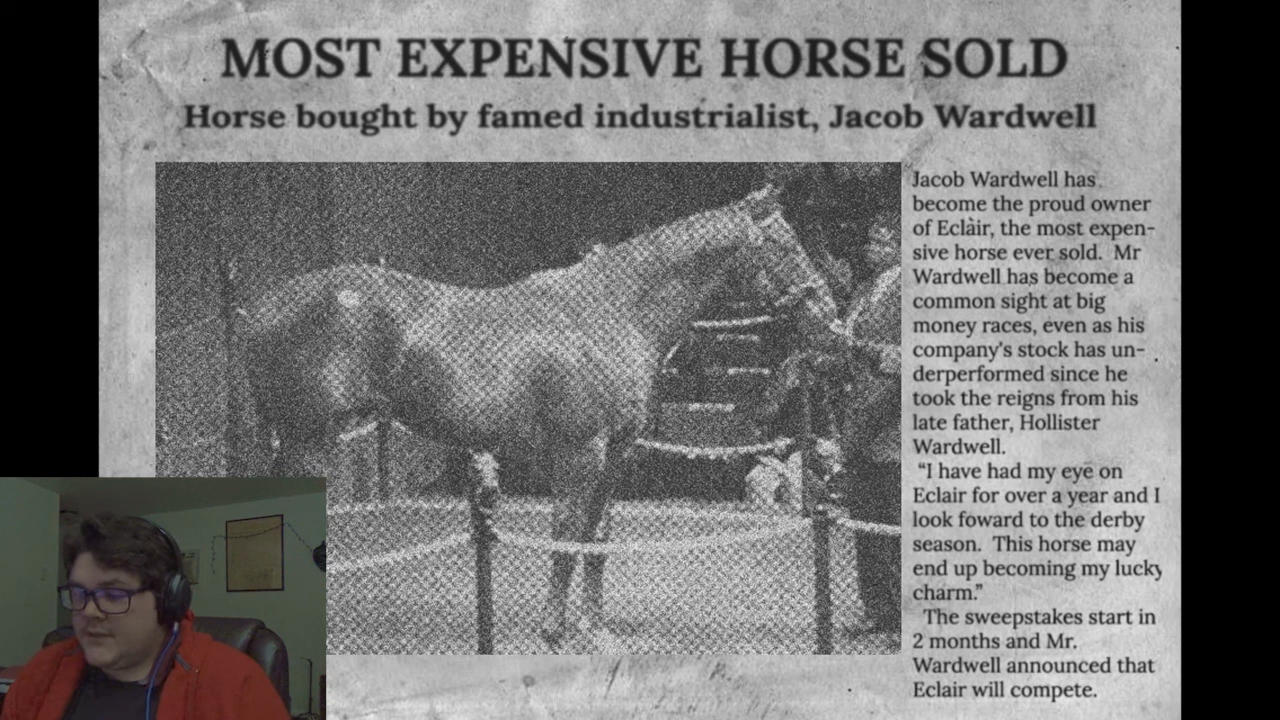 MOST EXPENSIVE HORSE SOLD
Horse bought by famed industrialist, Jacob Wardwell
Jacob Wardwell has
become the proud owner
of Eclair, the most expen-
sive horse ever sold. Mr
Wardwell has become a
common sight at big
money races, even as his
company's stock has un-
derperformed since he
took the reigns from his
late father, Hollister
Wardwell.
“I have had my eye on
Eclair for over a year and I
look foward to the derby
season. This horse may
end up becoming my lucky
charm.”
The sweepstakes start in
2 months and Mr.
Wardwell announced that
Eclair will compete.